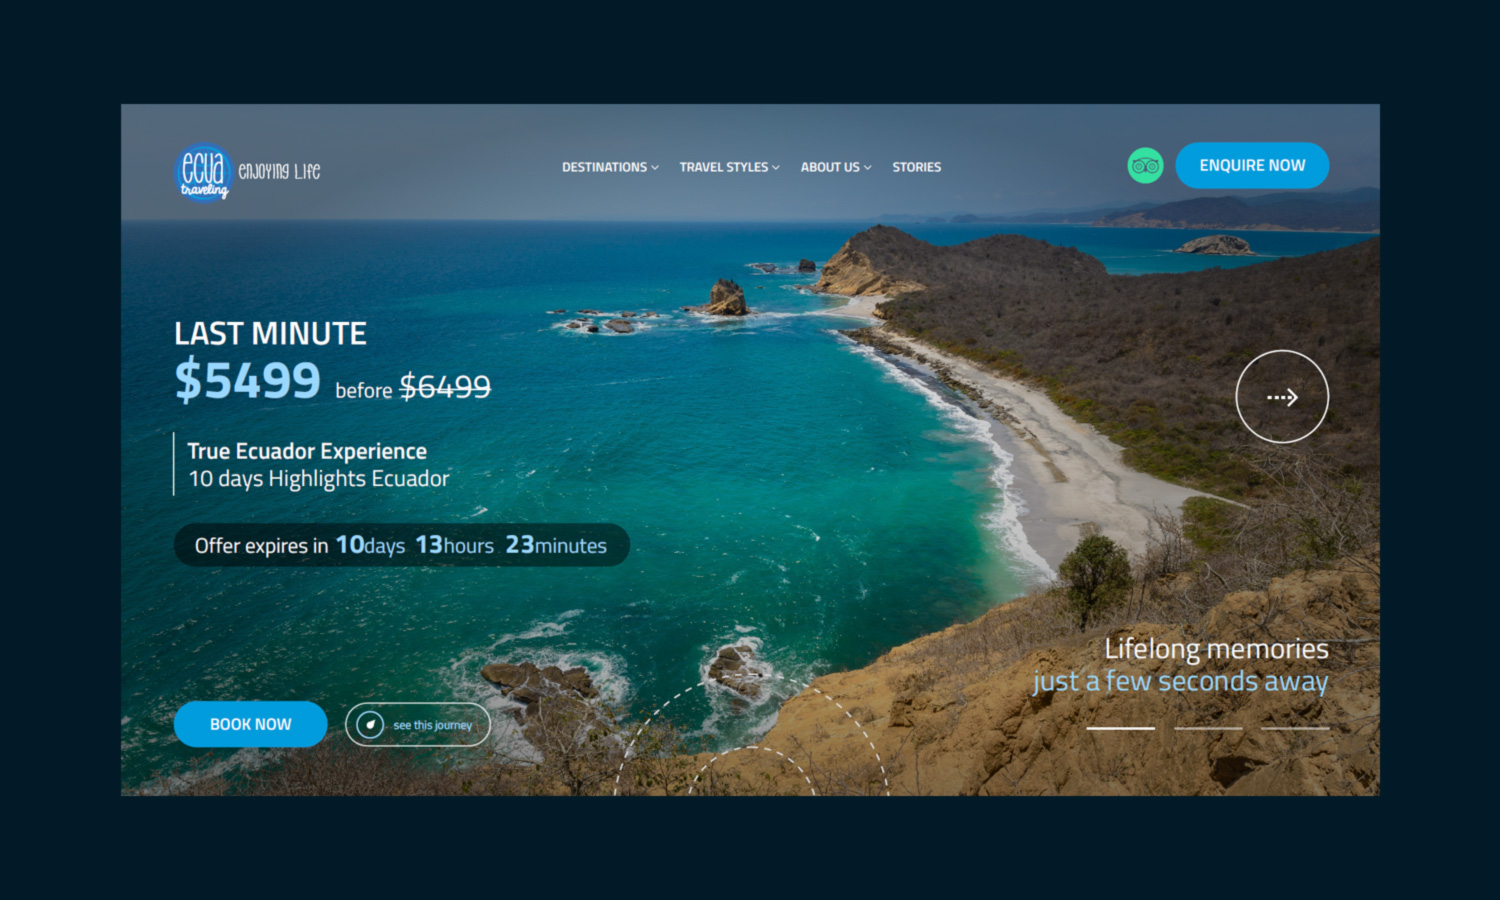 ecua
traveling
enjoying Life
DESTINATIONS
TRAVEL STYLES
ABOUT US
STORIES
ENQUIRE NOW
LAST MINUTE
$5499 before $6499
True Ecuador Experience
10 days Highlights Ecuador
Offer expires in 10days 13hours 23minutes
Lifelong memories
just a few seconds away
BOOK NOW
see this journey